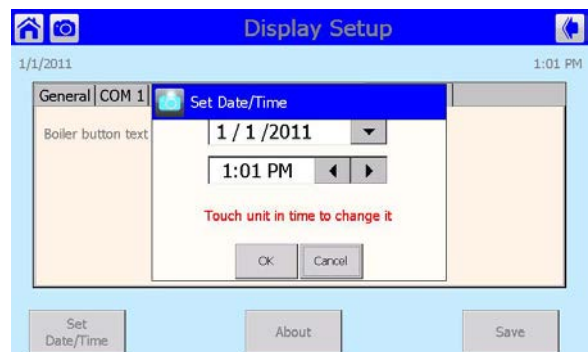 Display Setup
1/1/2011 1:01 PM
General COM 1
Set Date/Time
Boiler button text
1 / 1 /2011
1:01 PM
Touch unit in time to change it
OK Cancel
Set
Date/Time
About
Save